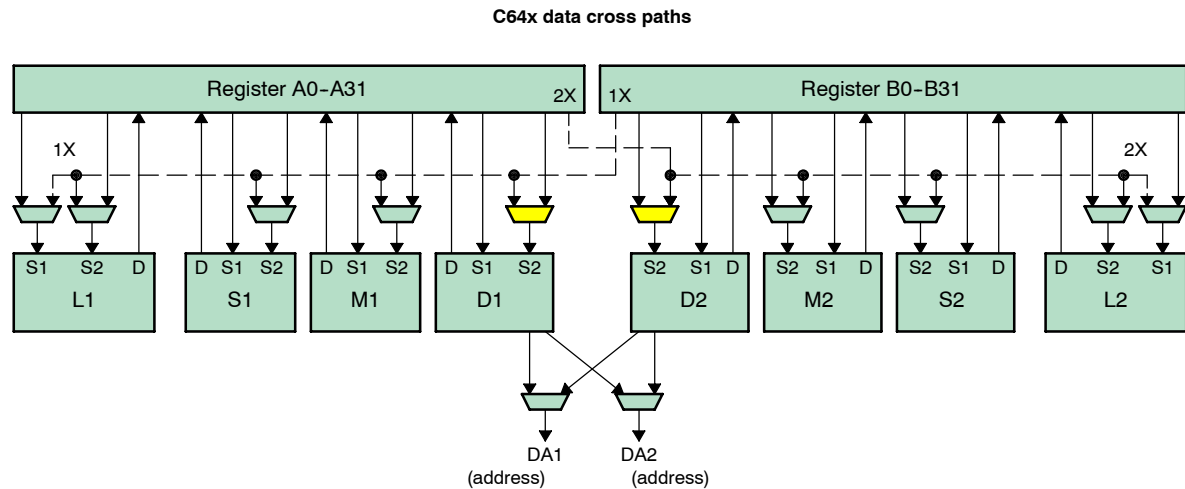 C64x data cross paths
Register A0-A31 2X 1X Register B0-B31
1X 2X
S1 S2 D D S1 S2 D S1 S2 D S1 S2 S2 S1 D S2 S1 D S2 S1 D D S2 S1
L1 S1 M1 D1 D2 M2 S2 L2
DA1 DA2
(address) (address)